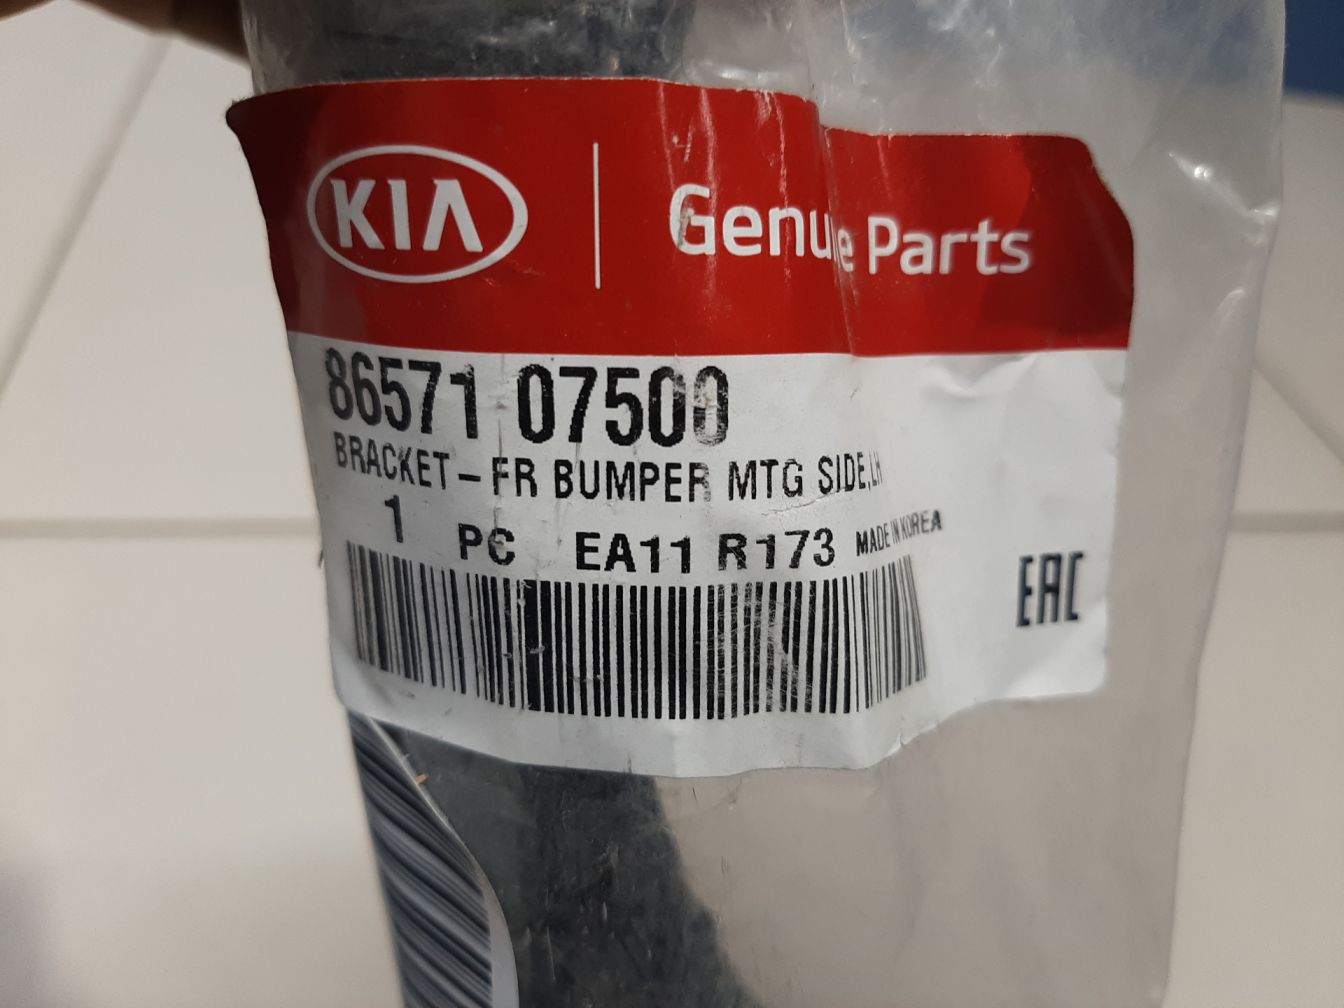 KIA Genuine Parts
86571 07500
BRACKET-FR BUMPER MTG SIDE,LH
1 PC EA11 R173 MADE IN KOREA
EAC